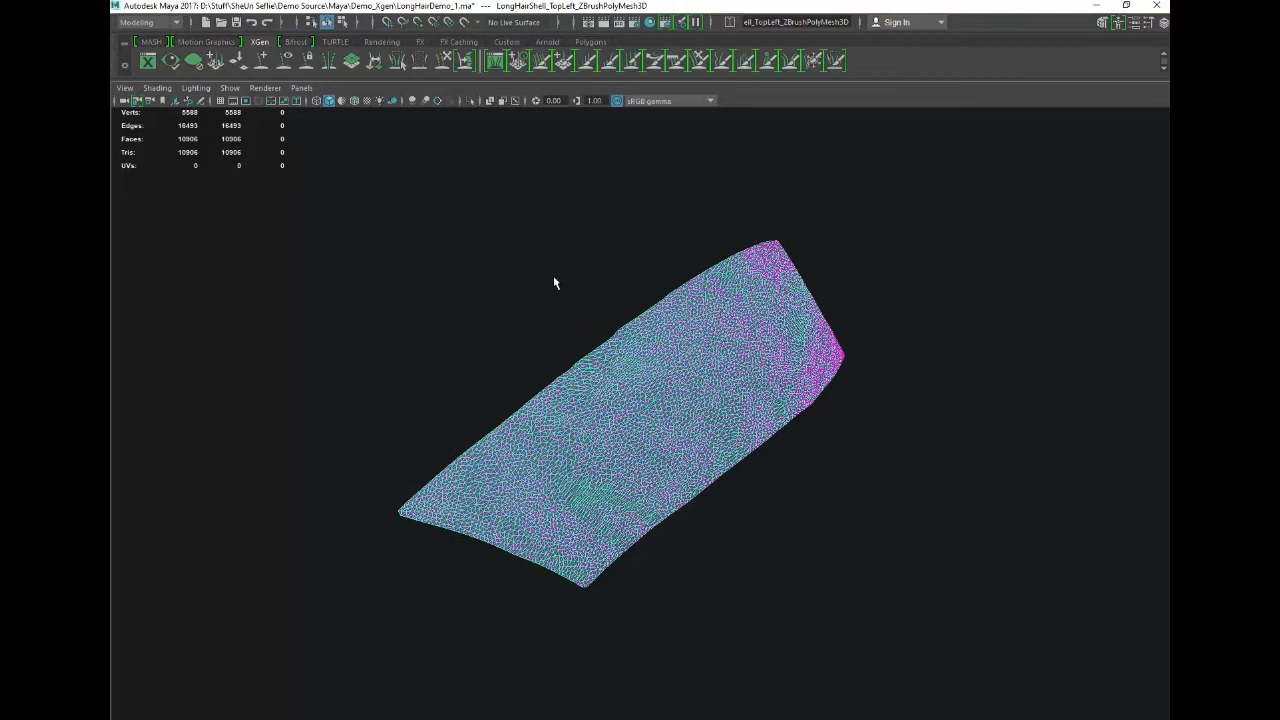 Autodesk Maya 2017: D:\Stuff\SheUn Seflie\Demo Source\Maya\Demo_Xgen\LongHairDemo_1.ma* --- LongHairShell_TopLeft_ZBrushPolyMesh3D
Modeling No Live Surface ell_TopLeft_ZBrushPolyMesh3D Sign In
MASH Motion Graphics XGen Bifrost TURTLE Rendering FX FX Caching Custom Arnold Polygons
View Shading Lighting Show Renderer Panels
0.00 1.00 sRGB gamma
Verts: 5588 5588 0
Edges: 16493 16493 0
Faces: 10906 10906 0
Tris: 10906 10906 0
UVs: 0 0 0